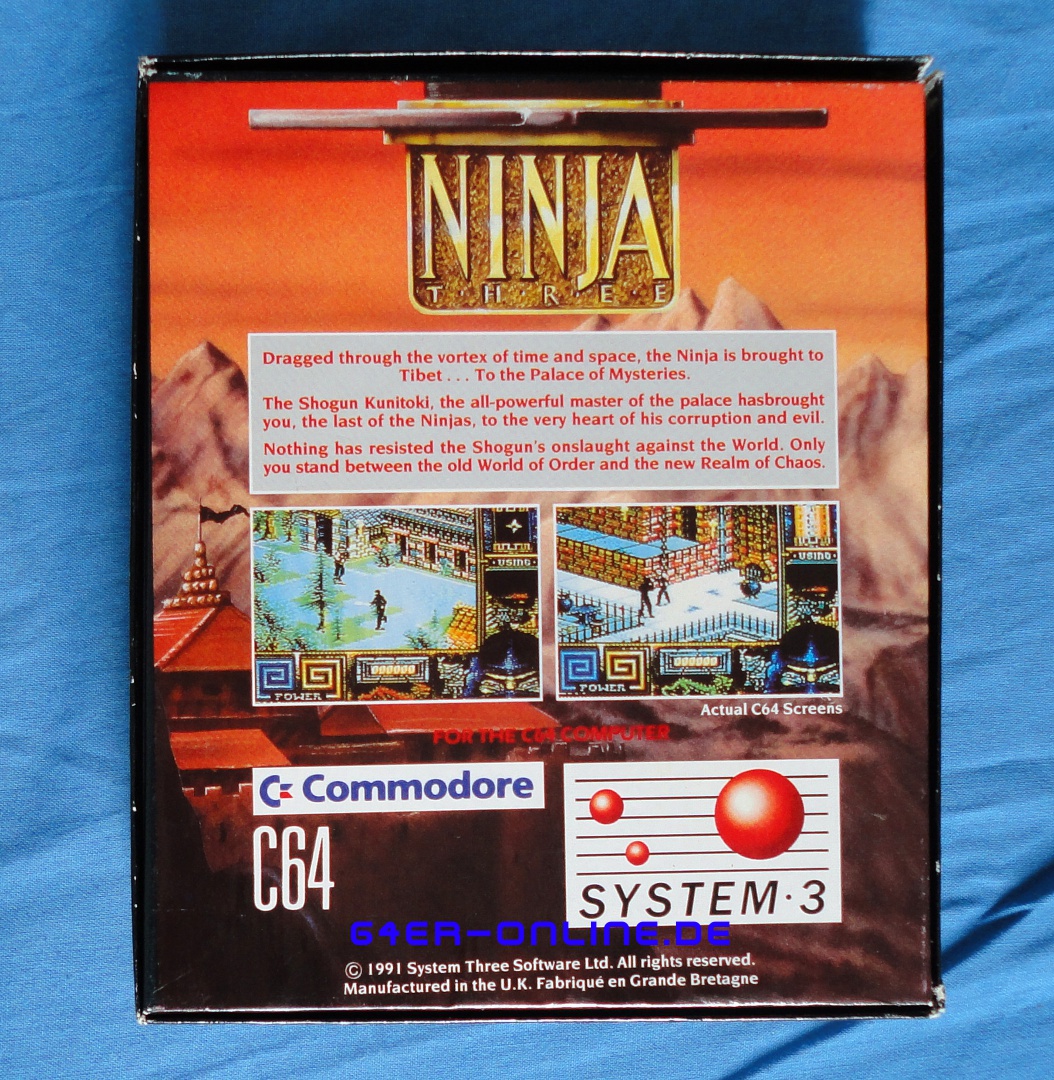 NINJA
T·H·R·E·E
Dragged through the vortex of time and space, the Ninja is brought to
Tibet . . . To the Palace of Mysteries.
The Shogun Kunitoki, the all-powerful master of the palace hasbrought
you, the last of the Ninjas, to the very heart of his corruption and evil.
Nothing has resisted the Shogun's onslaught against the World. Only
you stand between the old World of Order and the new Realm of Chaos.
USING
USING
000000
000000
POWER
POWER
Actual C64 Screens
FOR THE C64 COMPUTER
Commodore
C64
SYSTEM·3
64ER-ONLINE.DE
© 1991 System Three Software Ltd. All rights reserved.
Manufactured in the U.K. Fabriqué en Grande Bretagne